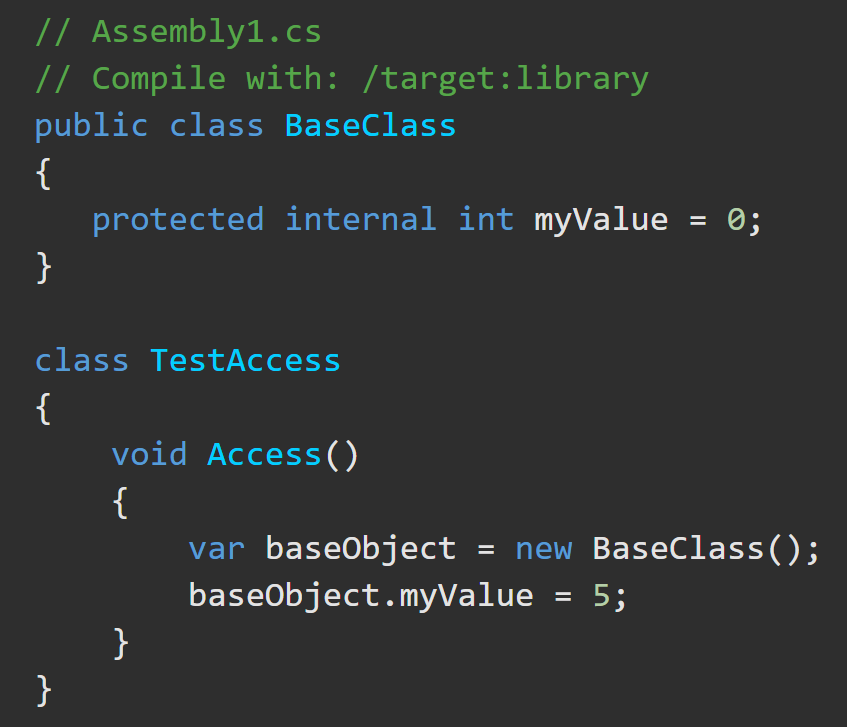 // Assembly1.cs
// Compile with: /target:library
public class BaseClass
{
   protected internal int myValue = 0;
}

class TestAccess
{
    void Access()
    {
        var baseObject = new BaseClass();
        baseObject.myValue = 5;
    }
}